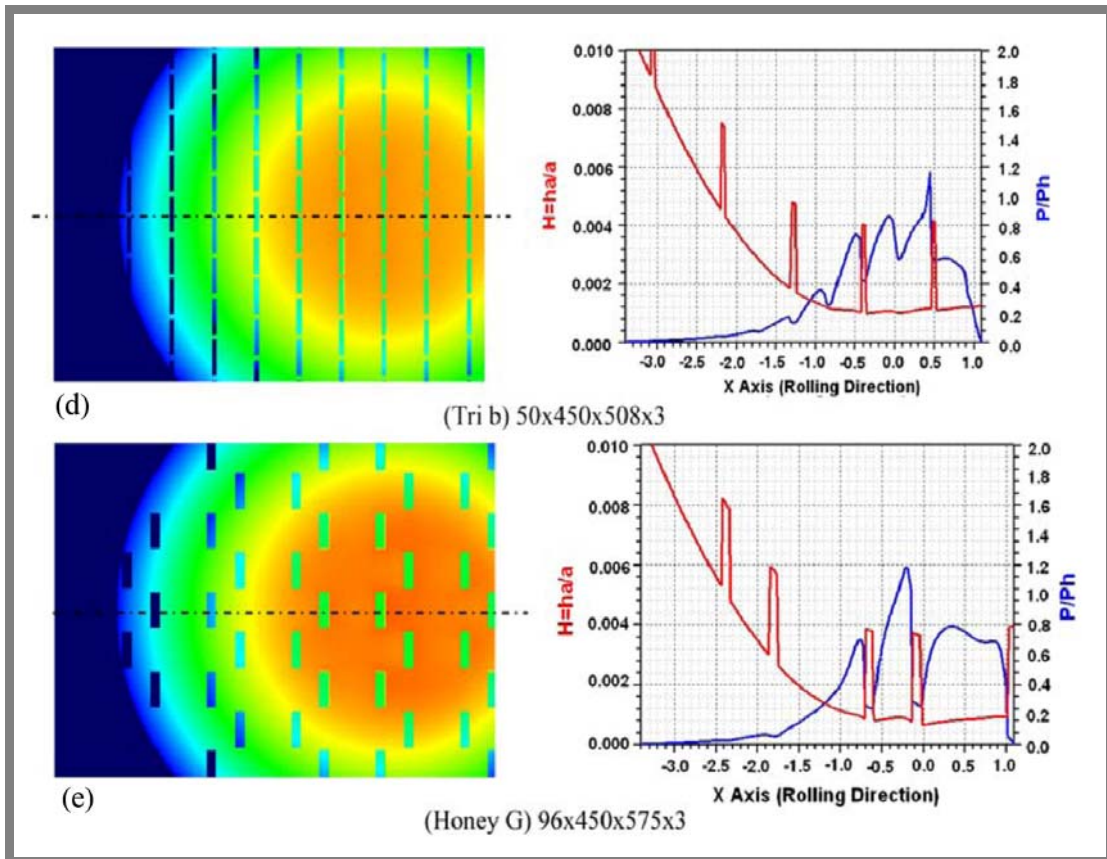 0.010
0.008
0.006
0.004
0.002
0.000
H=ha/a
2.0
1.8
1.6
1.4
1.2
1.0
0.8
0.6
0.4
0.2
0.0
P/Ph
-3.0 -2.5 -2.0 -1.5 -1.0 -0.5 0.0 0.5 1.0
X Axis (Rolling Direction)
(d)
(Tri b) 50x450x508x3
0.010
0.008
0.006
0.004
0.002
0.000
H=ha/a
2.0
1.8
1.6
1.4
1.2
1.0
0.8
0.6
0.4
0.2
0.0
P/Ph
-3.0 -2.5 -2.0 -1.5 -1.0 -0.5 0.0 0.5 1.0
X Axis (Rolling Direction)
(e)
(Honey G) 96x450x575x3